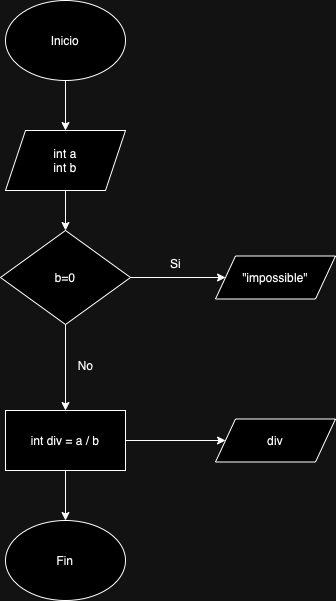 Inicio
int a
int b
b=0
Si
"impossible"
No
int div = a / b
div
Fin